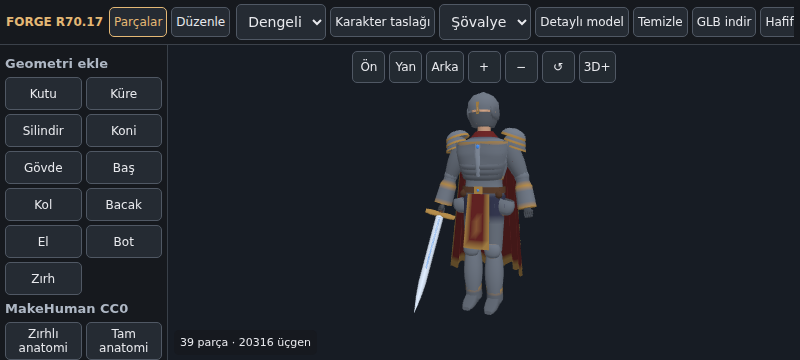 FORGE R70.17 Parçalar Düzenle Dengeli Karakter taslağı Şövalye Detaylı model Temizle GLB indir Hafif
Ön Yan Arka + − ↺ 3D+
Geometri ekle
Kutu Küre
Silindir Koni
Gövde Baş
Kol Bacak
El Bot
Zırh
MakeHuman CC0
Zırhlı anatomi Tam anatomi
39 parça · 20316 üçgen